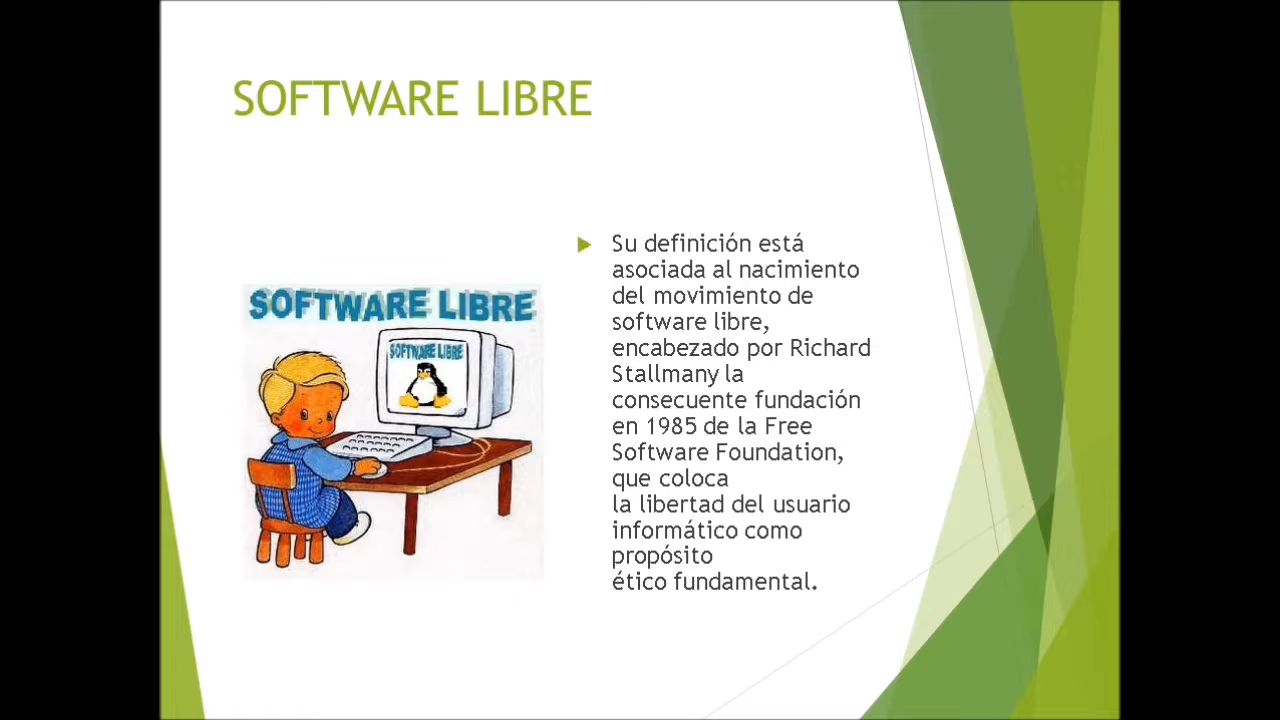 SOFTWARE LIBRE
SOFTWARE LIBRE
SOFTWARE LIBRE
Su definición está
asociada al nacimiento
del movimiento de
software libre,
encabezado por Richard
Stallmany la
consecuente fundación
en 1985 de la Free
Software Foundation,
que coloca
la libertad del usuario
informático como
propósito
ético fundamental.